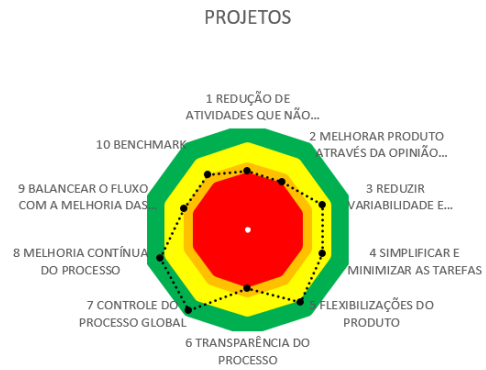 PROJETOS
1 REDUÇÃO DE
ATIVIDADES QUE NÃO...
2 MELHORAR PRODUTO
ATRAVÉS DA OPINIÃO...
3 REDUZIR
VARIABILIDADE E...
4 SIMPLIFICAR E
MINIMIZAR AS TAREFAS
5 FLEXIBILIZAÇÕES DO
PRODUTO
6 TRANSPARÊNCIA DO
PROCESSO
7 CONTROLE DO
PROCESSO GLOBAL
8 MELHORIA CONTÍNUA
DO PROCESSO
9 BALANCEAR O FLUXO
COM A MELHORIA DAS...
10 BENCHMARK